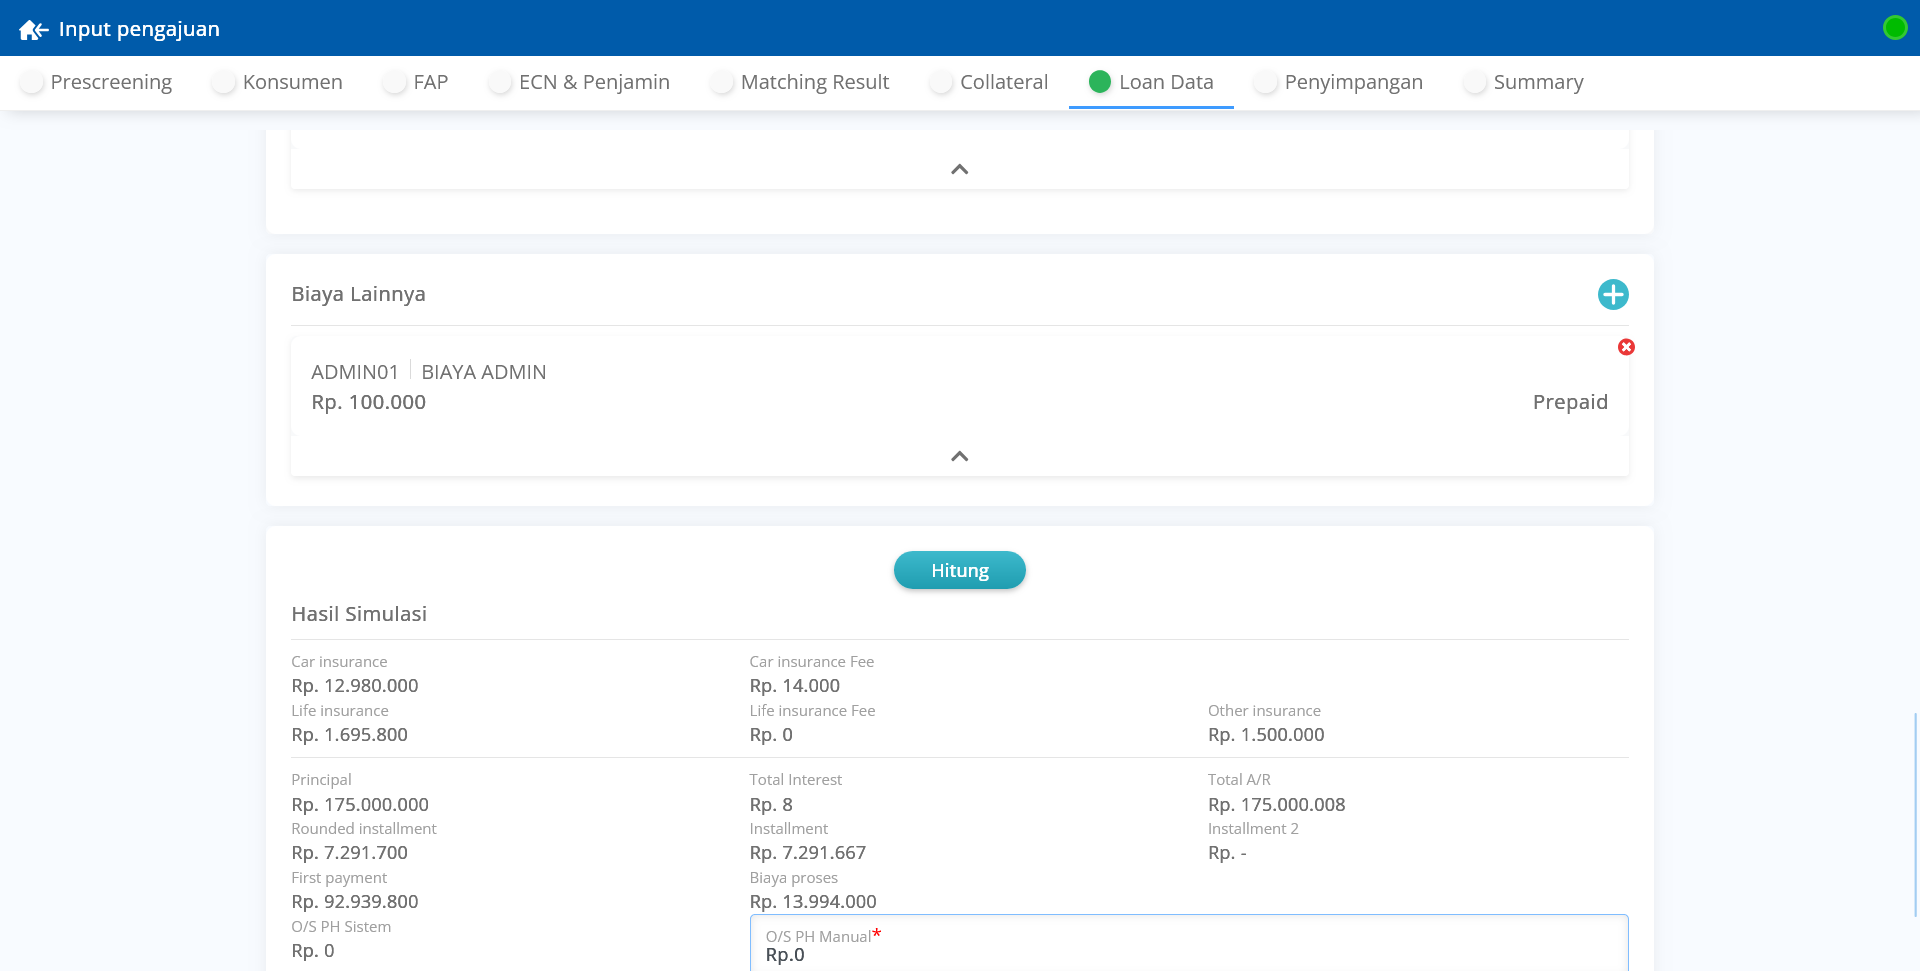 Input pengajuan
Prescreening Konsumen FAP ECN & Penjamin Matching Result Collateral Loan Data Penyimpangan Summary
Biaya Lainnya
ADMIN01 BIAYA ADMIN
Rp. 100.000 Prepaid
Hitung
Hasil Simulasi
Car insurance Car insurance Fee
Rp. 12.980.000 Rp. 14.000
Life insurance Life insurance Fee Other insurance
Rp. 1.695.800 Rp. 0 Rp. 1.500.000
Principal Total Interest Total A/R
Rp. 175.000.000 Rp. 8 Rp. 175.000.008
Rounded installment Installment Installment 2
Rp. 7.291.700 Rp. 7.291.667 Rp. -
First payment Biaya proses
Rp. 92.939.800 Rp. 13.994.000
O/S PH Sistem O/S PH Manual*
Rp. 0 Rp.0